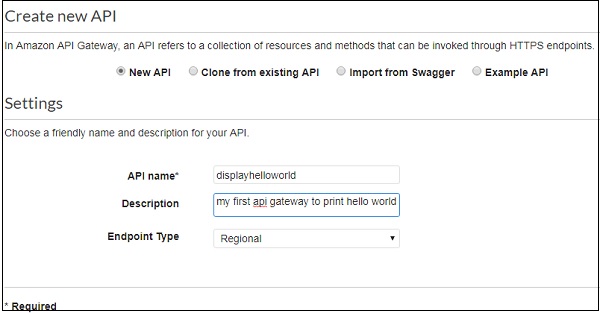 Create new API
In Amazon API Gateway, an API refers to a collection of resources and methods that can be invoked through HTTPS endpoints.
New API Clone from existing API Import from Swagger Example API
Settings
Choose a friendly name and description for your API.
API name* displayhelloworld
Description my first api gateway to print hello world
Endpoint Type Regional
* Required